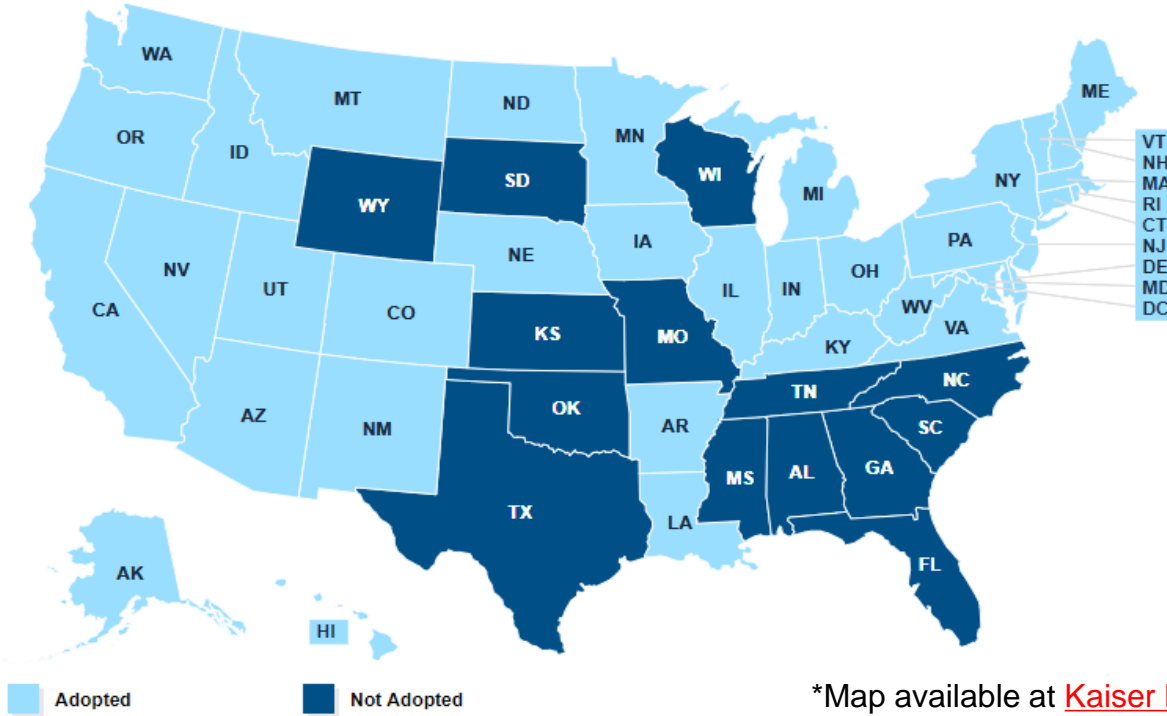 WA
ME
MT
ND
OR
MN
VT
ID
NH
SD
WI
NY
MA
WY
MI
RI
CT
PA
NJ
IA
NE
DE
NV
OH
MD
UT
IL
IN
DC
CA
CO
WV
VA
KS
MO
KY
TN
NC
AZ
OK
AR
NM
SC
MS
AL
GA
TX
LA
FL
AK
HI
Adopted
Not Adopted
*Map available at Kaiser